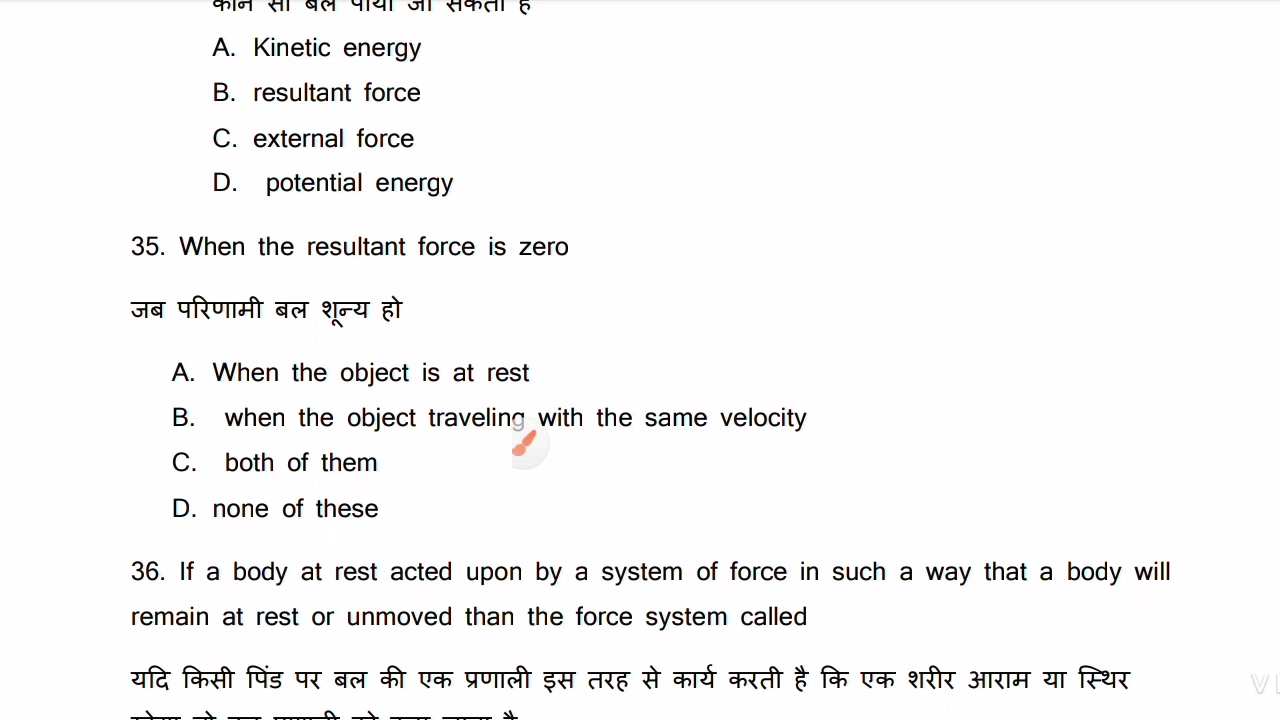 कौन सा बल पाया जा सकता है
A. Kinetic energy
B. resultant force
C. external force
D. potential energy
35. When the resultant force is zero
जब परिणामी बल शून्य हो
A. When the object is at rest
B. when the object traveling with the same velocity
C. both of them
D. none of these
36. If a body at rest acted upon by a system of force in such a way that a body will
remain at rest or unmoved than the force system called
यदि किसी पिंड पर बल की एक प्रणाली इस तरह से कार्य करती है कि एक शरीर आराम या स्थिर